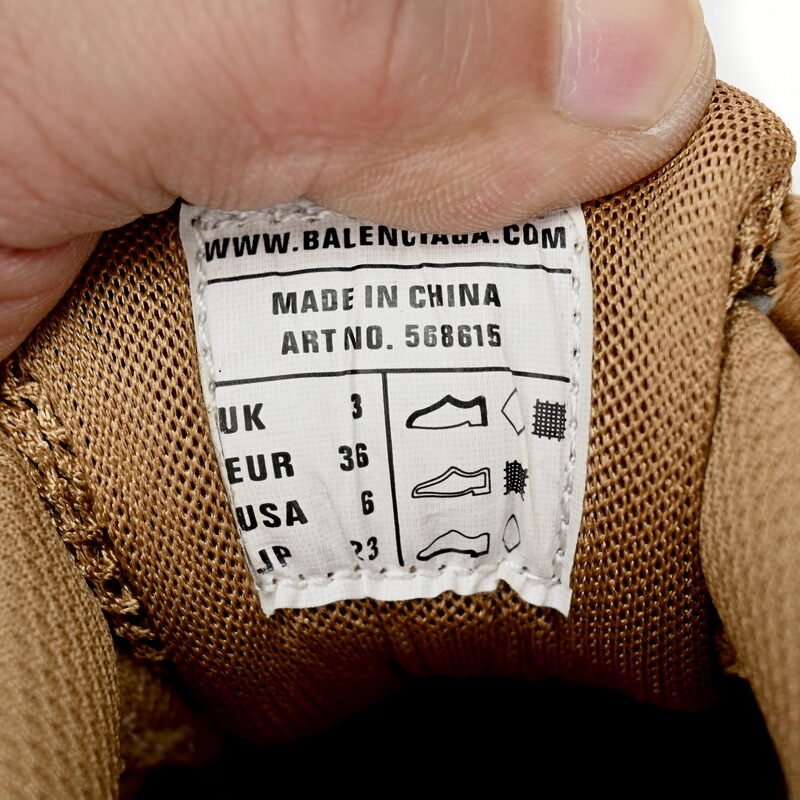 WWW.BALENCIAGA.COM
MADE IN CHINA
ART NO. 568615
UK 3
EUR 36
USA 6
JP 23